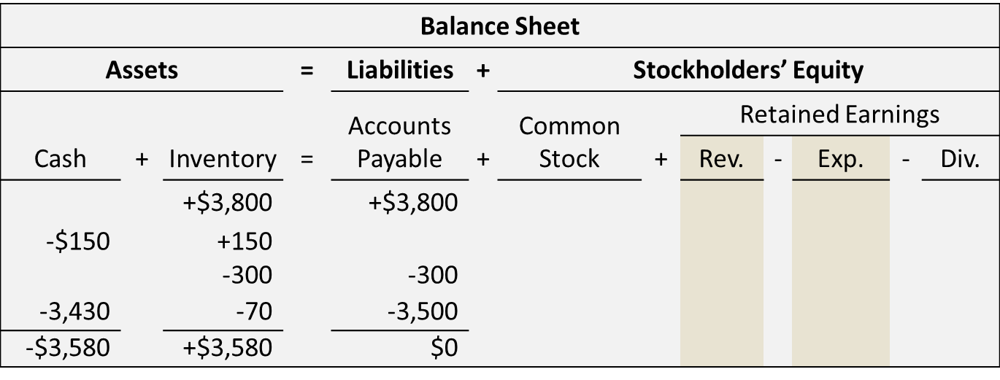 Balance Sheet
Assets = Liabilities + Stockholders’ Equity
Retained Earnings
Accounts Common
Cash + Inventory = Payable + Stock + Rev. - Exp. - Div.
+$3,800 +$3,800
-$150 +150
-300 -300
-3,430 -70 -3,500
-$3,580 +$3,580 $0